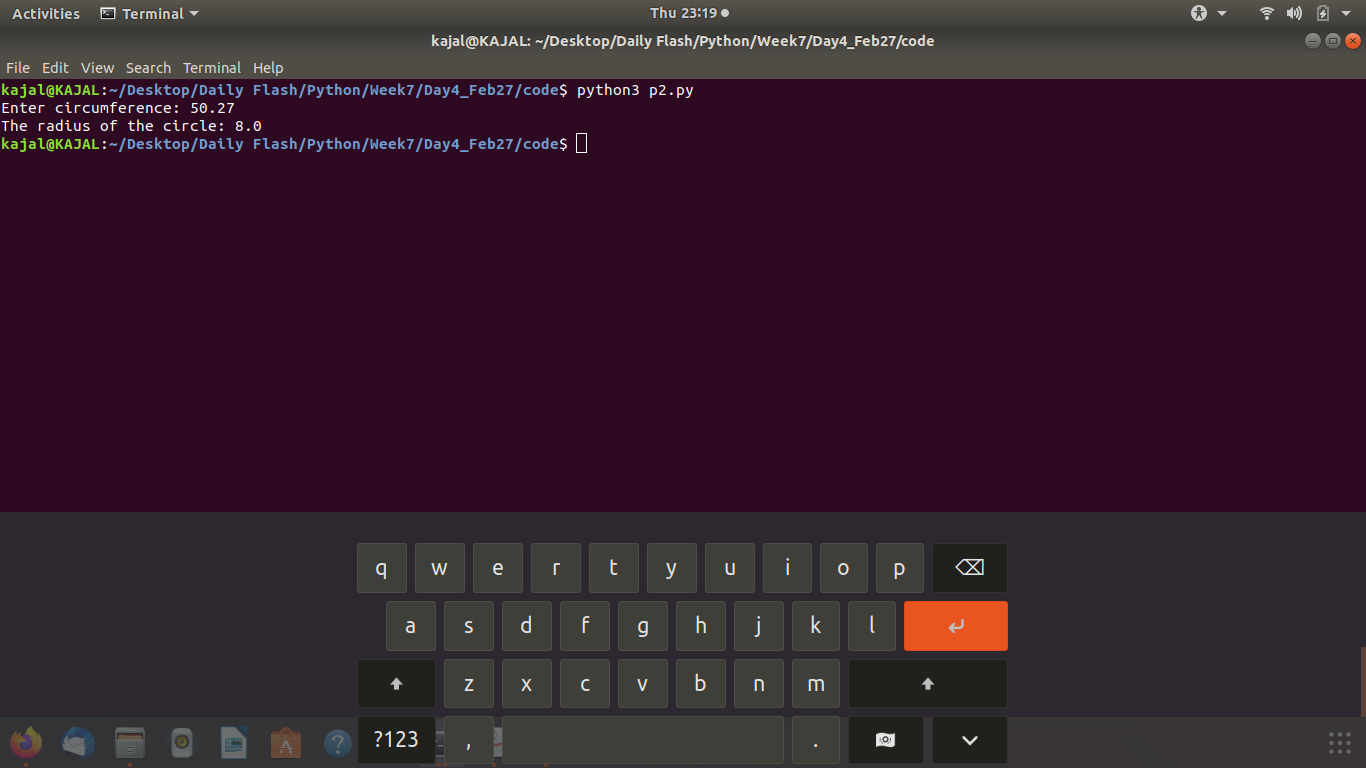 Activities Terminal Thu 23:19
kajal@KAJAL: ~/Desktop/Daily Flash/Python/Week7/Day4_Feb27/code
File Edit View Search Terminal Help
kajal@KAJAL:~/Desktop/Daily Flash/Python/Week7/Day4_Feb27/code$ python3 p2.py
Enter circumference: 50.27
The radius of the circle: 8.0
kajal@KAJAL:~/Desktop/Daily Flash/Python/Week7/Day4_Feb27/code$
q w e r t y u i o p
a s d f g h j k l
z x c v b n m
?123 , .